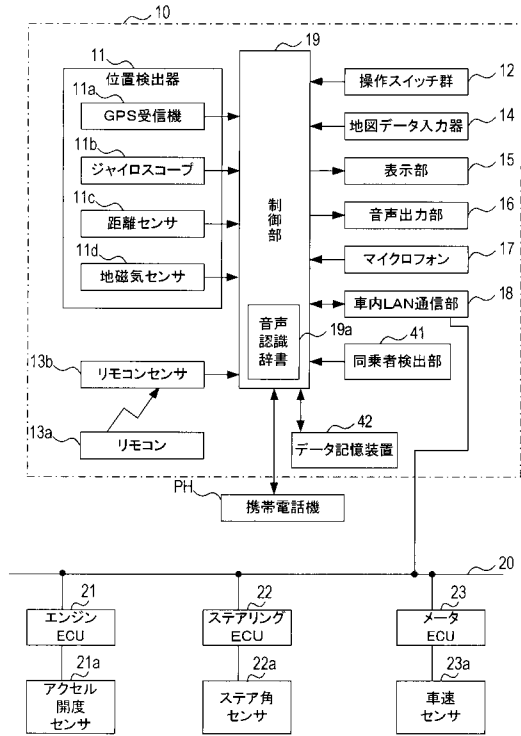 10
19
11
位置検出器
11a
GPS受信機
11b
ジャイロスコープ
11c
距離センサ
11d
地磁気センサ
制御部
音声
認識
辞書
19a
操作スイッチ群
12
地図データ入力器
14
表示部
15
音声出力部
16
マイクロフォン
17
車内LAN通信部
18
同乗者検出部
41
13b
リモコンセンサ
13a
リモコン
42
データ記憶装置
PH
携帯電話機
20
21
エンジン
ECU
22
ステアリング
ECU
23
メータ
ECU
21a
アクセル
開度
センサ
22a
ステア角
センサ
23a
車速センサ